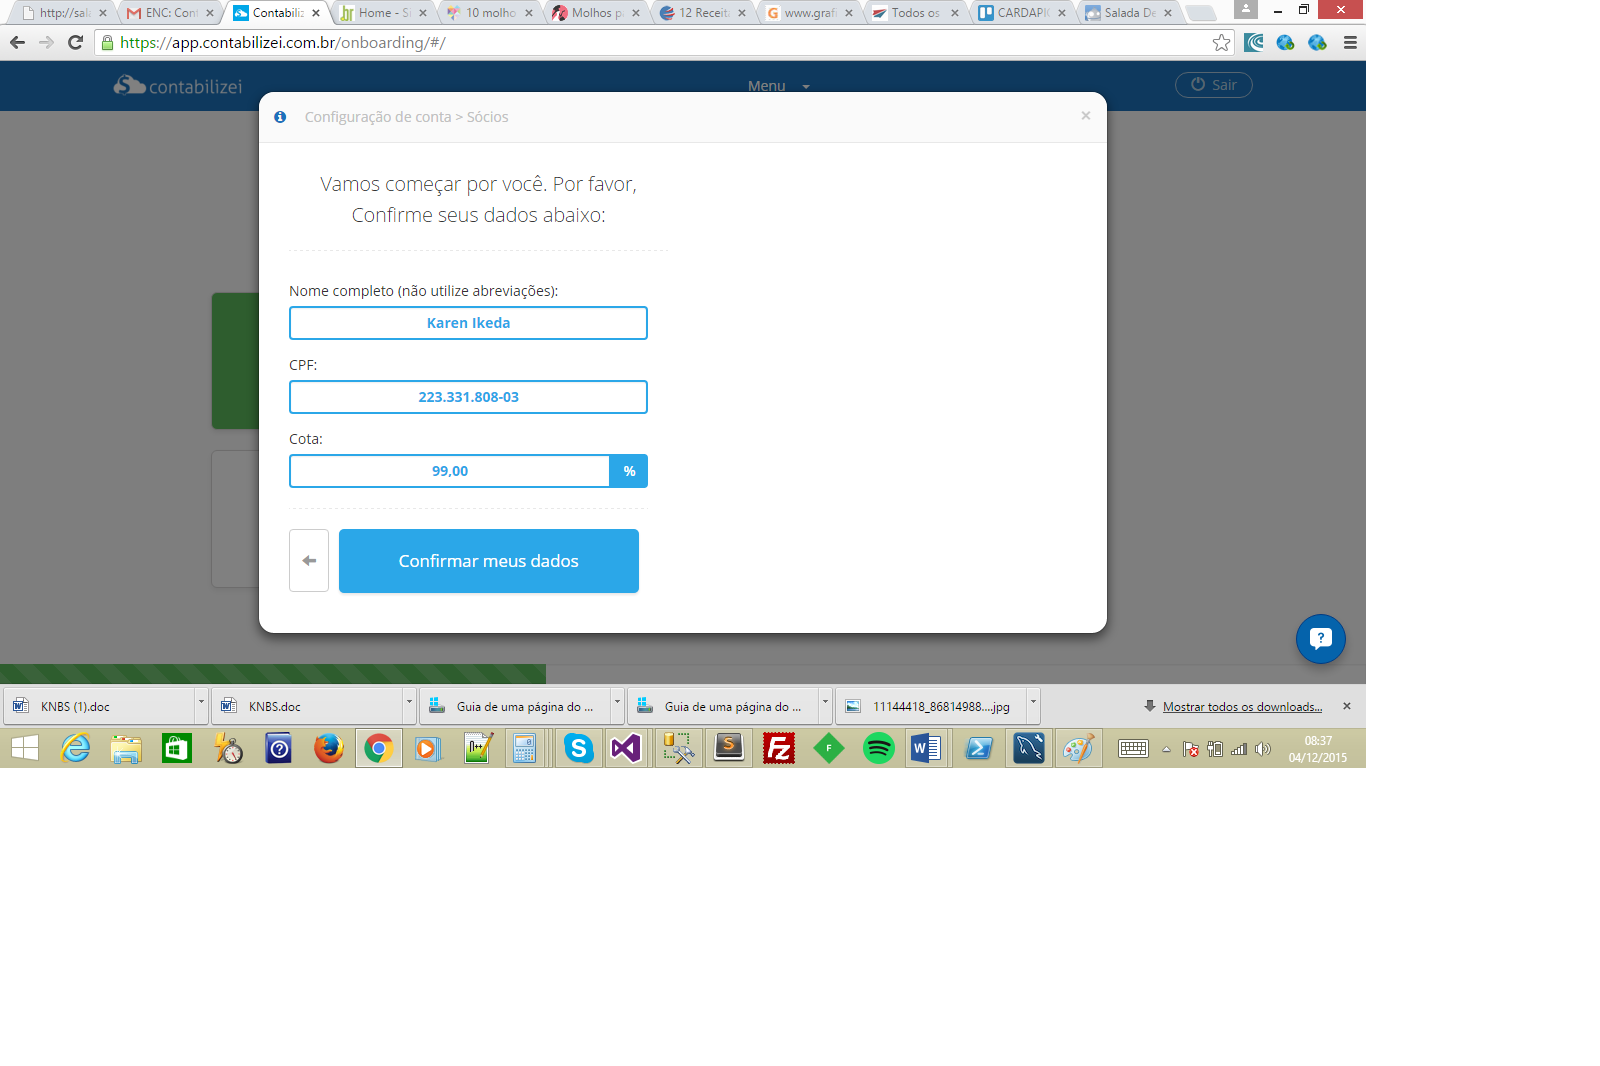 http://sal
ENC: Con
Contabiliz
Home - Si
10 molho
Molhos p
12 Receit
www.grafi
Todos os
CARDAPIO
Salada De
https://app.contabilizei.com.br/onboarding/#/
contabilizei
Menu
Sair
Configuração de conta > Sócios
Vamos começar por você. Por favor,
Confirme seus dados abaixo:
Nome completo (não utilize abreviações):
Karen Ikeda
CPF:
223.331.808-03
Cota:
99,00
%
Confirmar meus dados
KNBS (1).doc
KNBS.doc
Guia de uma página do ...
Guia de uma página do ...
11144418_86814988....jpg
Mostrar todos os downloads...
08:37
04/12/2015